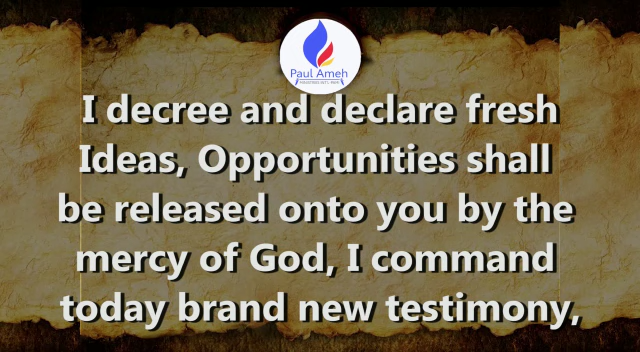 Paul Ameh
I decree and declare fresh
Ideas, Opportunities shall
be released onto you by the
mercy of God, I command
today brand new testimony,